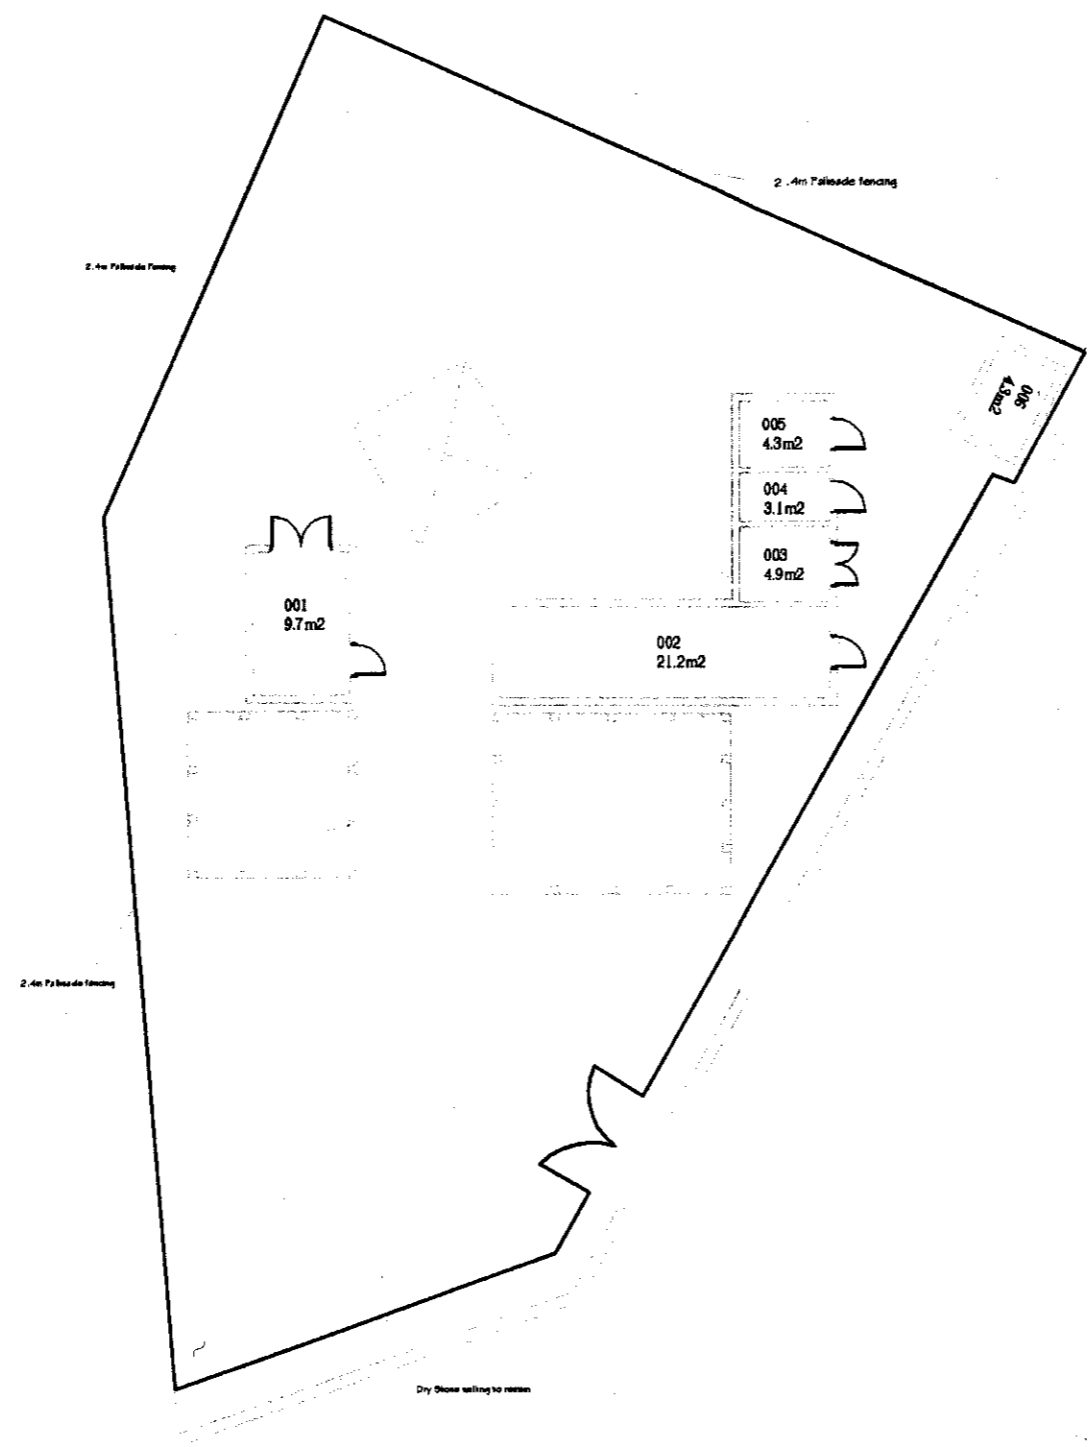 2.4m Palisade fencing
2.4m Palisade Fencing
006
4.3m2
005
4.3m2
004
3.1m2
003
4.9m2
001
9.7m2
002
21.2m2
2.4m Palisade fencing
Dry Stone walling to remain